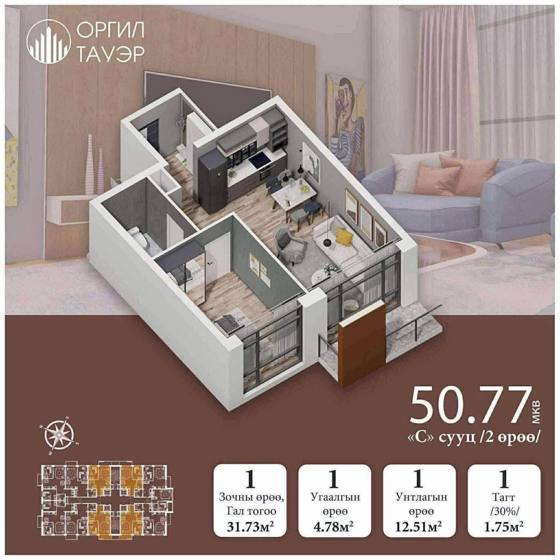 ОРГИЛ
ТАУЭР
50.77 МКВ
«С» сууц /2 өрөө/
1
Зочны өрөө,
Гал тогоо
31.73м²
1
Угаалгын
өрөө
4.78м²
1
Унтлагын
өрөө
12.51м²
1
Тагт
/30%/
1.75м²